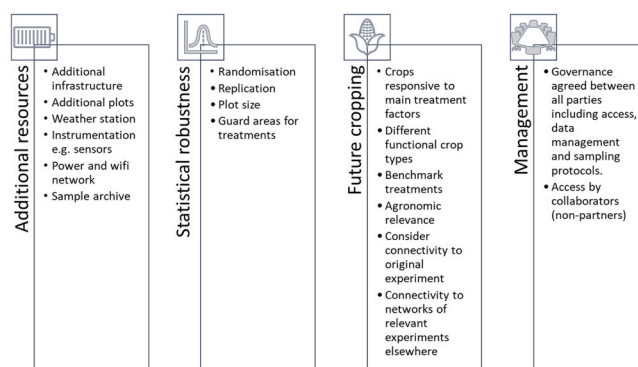 Additional resources
• Additional
infrastructure
• Additional plots
• Weather station
• Instrumentation
e.g. sensors
• Power and wifi
network
• Sample archive
Statistical robustness
• Randomisation
• Replication
• Plot size
• Guard areas for
treatments
Future cropping
• Crops
responsive to
main treatment
factors
• Different
functional crop
types
• Benchmark
treatments
• Agronomic
relevance
• Consider
connectivity to
original
experiment
• Connectivity to
networks of
relevant
experiments
elsewhere
Management
• Governance
agreed between
all parties
including access,
data
management
and sampling
protocols.
• Access by
collaborators
(non-partners)